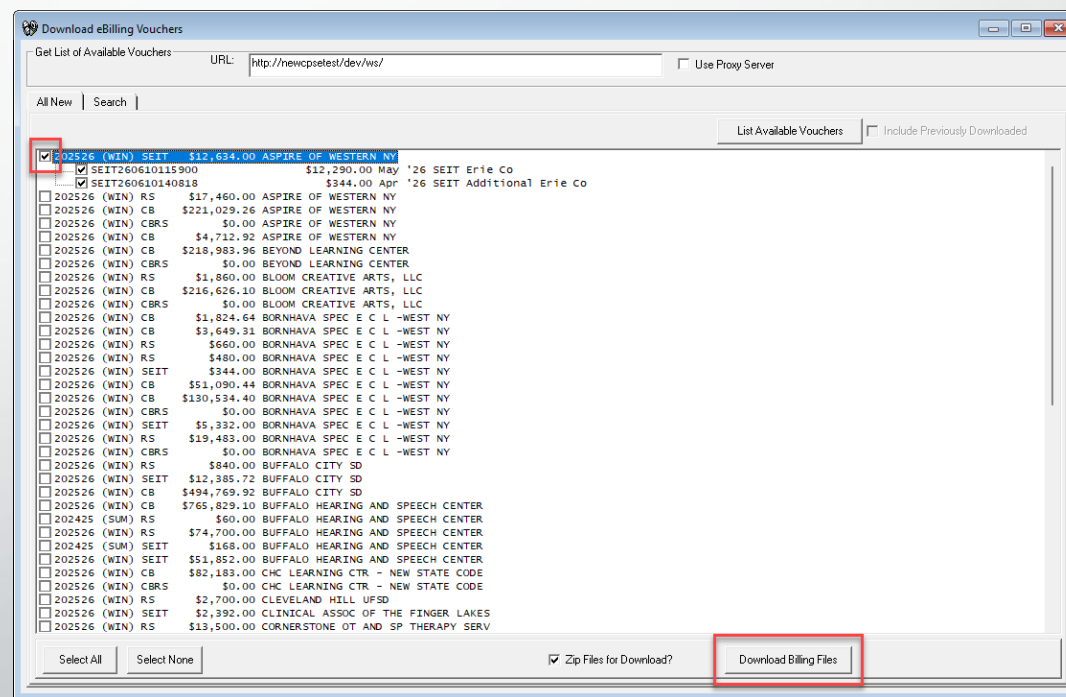 Download eBilling Vouchers
Get List of Available Vouchers
URL: http://newcpsetest/dev/ws/ Use Proxy Server
All New Search
List Available Vouchers Include Previously Downloaded
202526 (WIN) SEIT $12,634.00 ASPIRE OF WESTERN NY
SEIT260610115900 $12,290.00 May '26 SEIT Erie Co
SEIT260610140818 $344.00 Apr '26 SEIT Additional Erie Co
202526 (WIN) RS $17,460.00 ASPIRE OF WESTERN NY
202526 (WIN) CB $221,029.26 ASPIRE OF WESTERN NY
202526 (WIN) CBRS $0.00 ASPIRE OF WESTERN NY
202526 (WIN) CB $4,712.92 ASPIRE OF WESTERN NY
202526 (WIN) CB $218,983.96 BEYOND LEARNING CENTER
202526 (WIN) CBRS $0.00 BEYOND LEARNING CENTER
202526 (WIN) RS $1,860.00 BLOOM CREATIVE ARTS, LLC
202526 (WIN) CB $216,626.10 BLOOM CREATIVE ARTS, LLC
202526 (WIN) CBRS $0.00 BLOOM CREATIVE ARTS, LLC
202526 (WIN) CB $1,824.64 BORNHAVA SPEC E C L -WEST NY
202526 (WIN) CB $3,649.31 BORNHAVA SPEC E C L -WEST NY
202526 (WIN) RS $660.00 BORNHAVA SPEC E C L -WEST NY
202526 (WIN) RS $480.00 BORNHAVA SPEC E C L -WEST NY
202526 (WIN) SEIT $344.00 BORNHAVA SPEC E C L -WEST NY
202526 (WIN) CB $51,090.44 BORNHAVA SPEC E C L -WEST NY
202526 (WIN) CB $130,534.40 BORNHAVA SPEC E C L -WEST NY
202526 (WIN) CBRS $0.00 BORNHAVA SPEC E C L -WEST NY
202526 (WIN) SEIT $5,332.00 BORNHAVA SPEC E C L -WEST NY
202526 (WIN) RS $19,483.00 BORNHAVA SPEC E C L -WEST NY
202526 (WIN) CBRS $0.00 BORNHAVA SPEC E C L -WEST NY
202526 (WIN) RS $840.00 BUFFALO CITY SD
202526 (WIN) SEIT $12,385.72 BUFFALO CITY SD
202526 (WIN) CB $494,769.92 BUFFALO CITY SD
202526 (WIN) CB $765,829.10 BUFFALO HEARING AND SPEECH CENTER
202425 (SUM) RS $60.00 BUFFALO HEARING AND SPEECH CENTER
202526 (WIN) RS $74,700.00 BUFFALO HEARING AND SPEECH CENTER
202425 (SUM) SEIT $168.00 BUFFALO HEARING AND SPEECH CENTER
202526 (WIN) SEIT $51,852.00 BUFFALO HEARING AND SPEECH CENTER
202526 (WIN) CB $82,183.00 CHC LEARNING CTR - NEW STATE CODE
202526 (WIN) CBRS $0.00 CHC LEARNING CTR - NEW STATE CODE
202526 (WIN) RS $2,700.00 CLEVELAND HILL UFSD
202526 (WIN) SEIT $2,392.00 CLINICAL ASSOC OF THE FINGER LAKES
202526 (WIN) RS $13,500.00 CORNERSTONE OT AND SP THERAPY SERV
Select All Select None Zip Files for Download? Download Billing Files